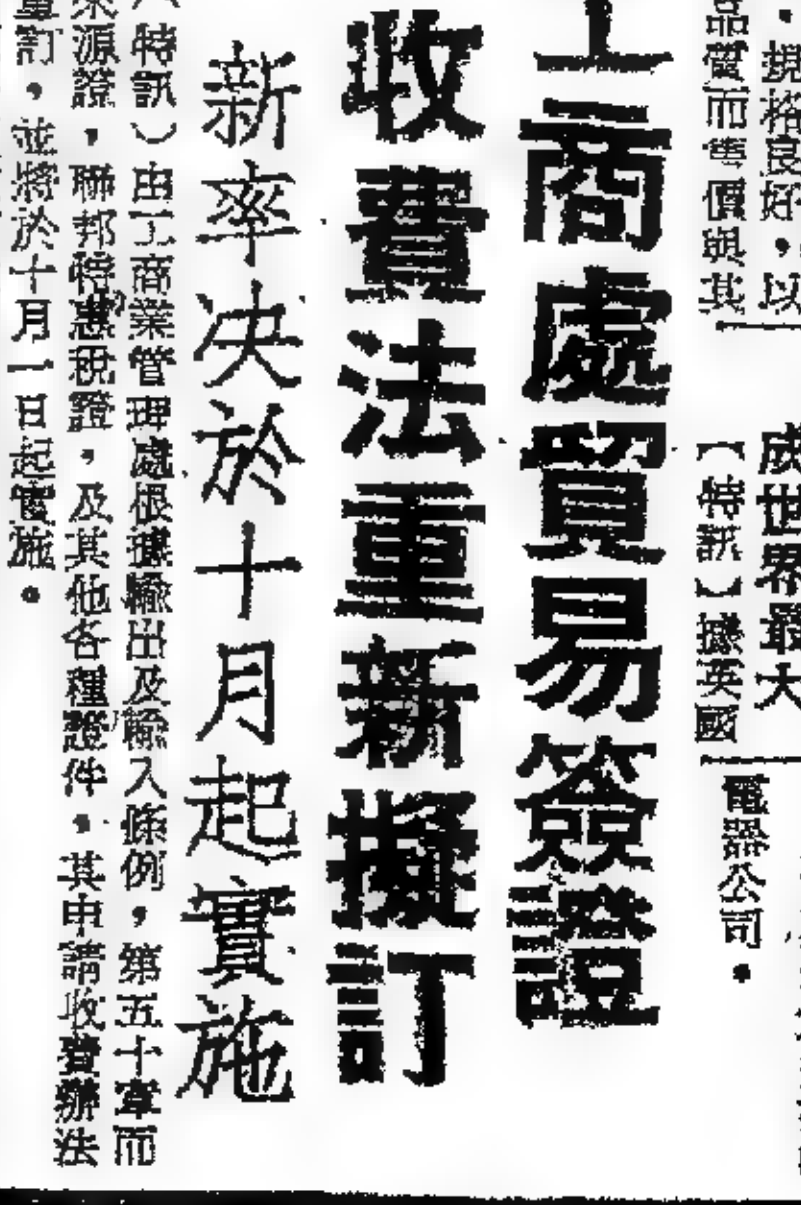 規格良好，以
品質而售價與其
成世界最大
【特訊】據英國
電器公司。
工商處貿易簽證
收費法重新擬訂
新率決於十月起實施
（特訊）由工商業管理處根據輸出及輸入條例，第五十章而
來源證，聯邦特惠稅證，及其他各種證件，其申請收費辦法
重訂，並將於十月一日起實施。